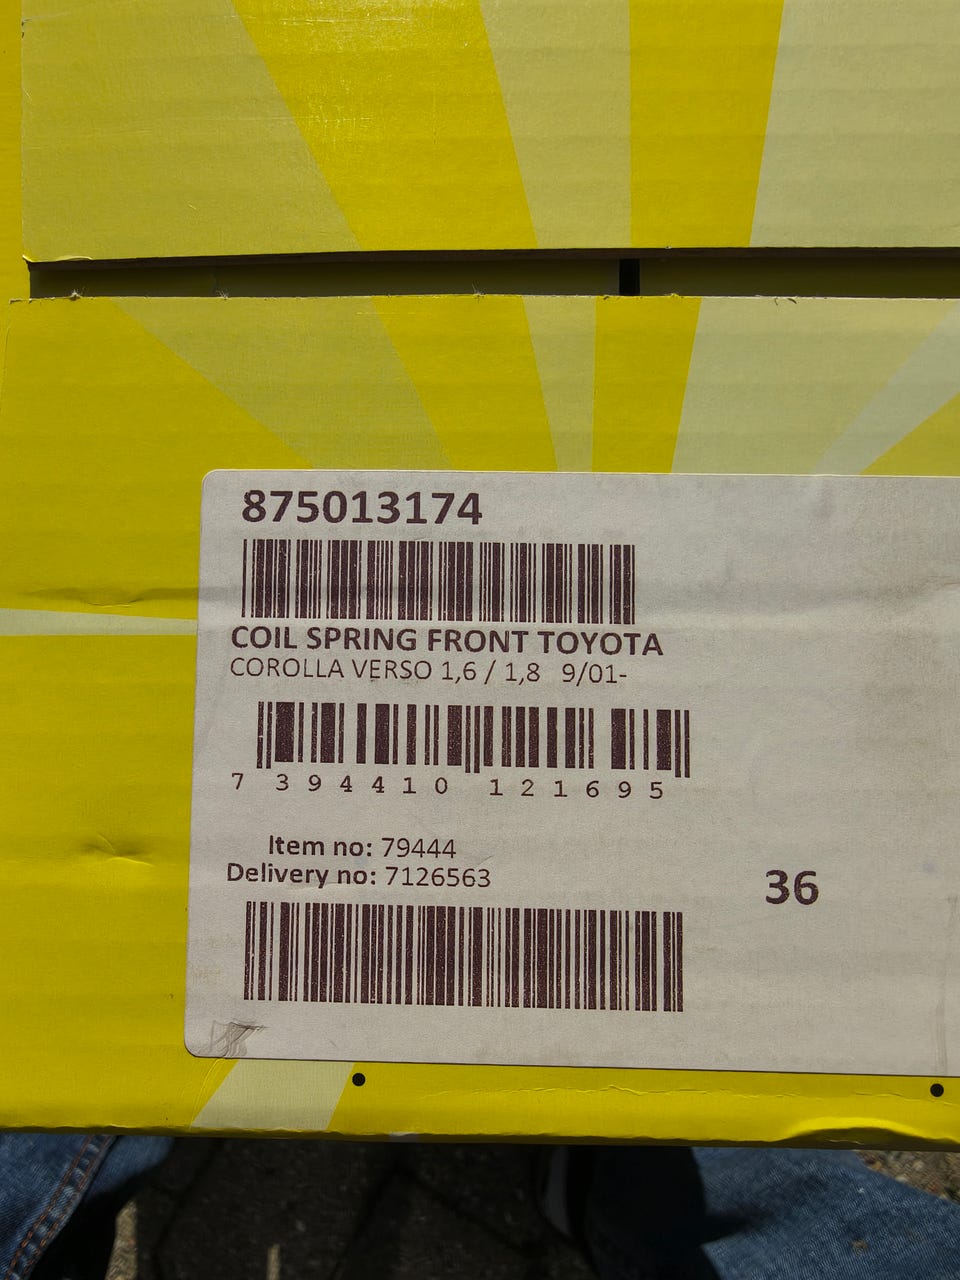 875013174
COIL SPRING FRONT TOYOTA
COROLLA VERSO 1,6 / 1,8 9/01-
7 394410 121695
Item no: 79444
Delivery no: 7126563
36